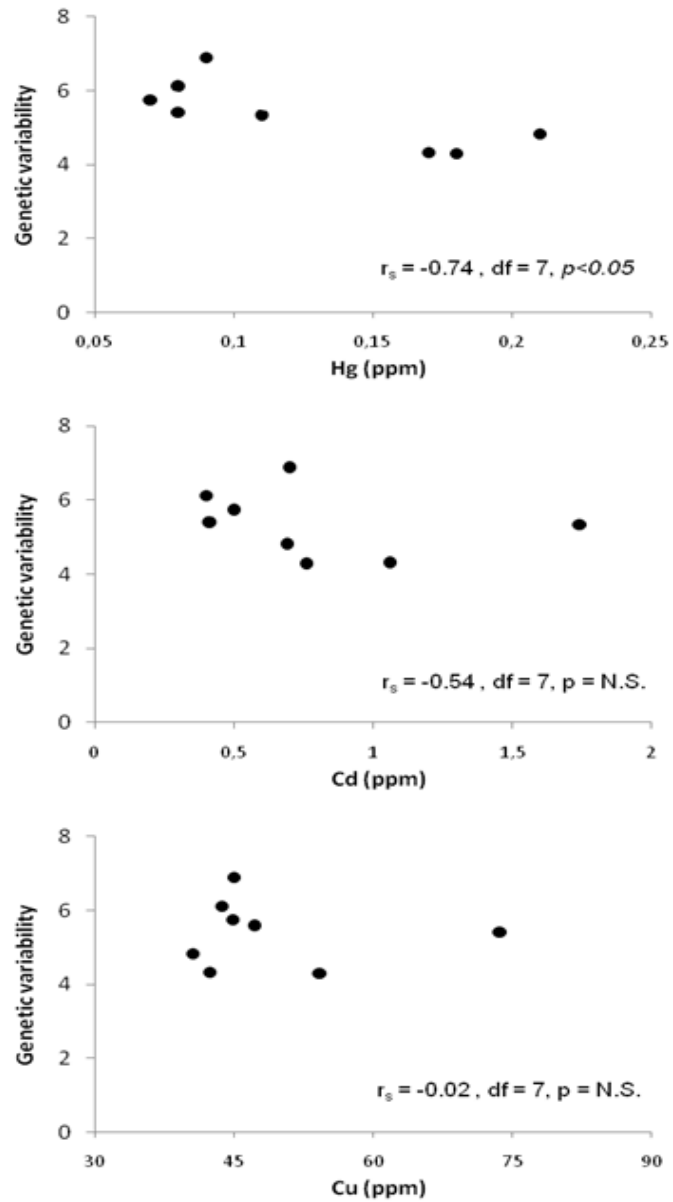 8
6
4
2
0
Genetic variability
r_s = -0.74 , df = 7, p<0.05
0,05 0,1 0,15 0,2 0,25
Hg (ppm)
8
6
4
2
0
Genetic variability
r_s = -0.54 , df = 7, p = N.S.
0 0,5 1 1,5 2
Cd (ppm)
8
6
4
2
0
Genetic variability
r_s = -0.02 , df = 7, p = N.S.
30 45 60 75 90
Cu (ppm)